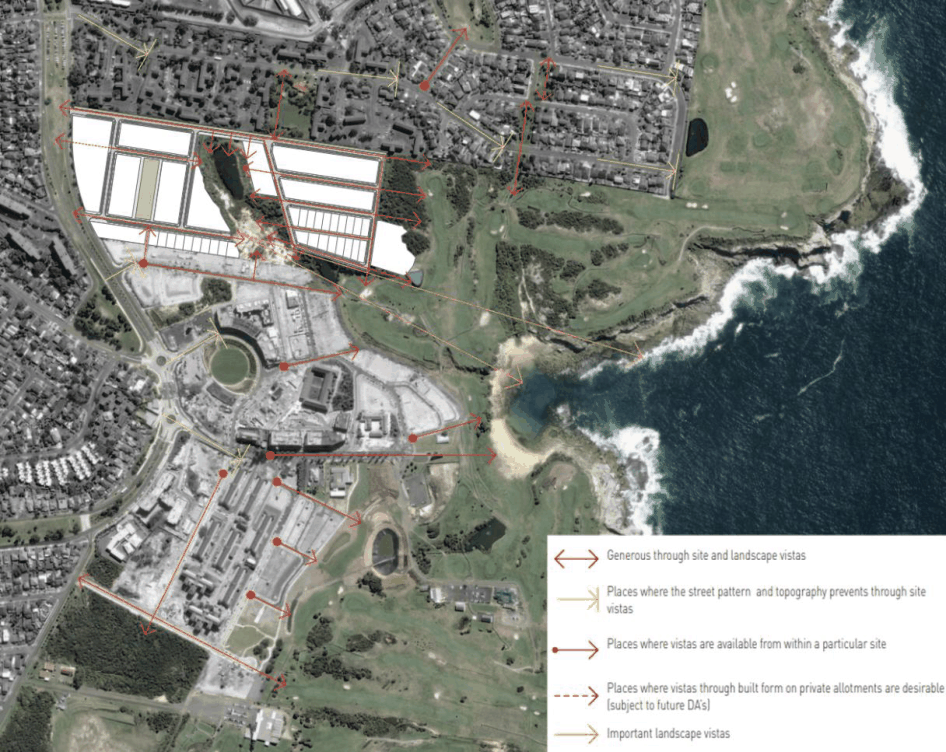 Generous through site and landscape vistas
Places where the street pattern and topography prevents through site
vistas
Places where vistas are available from within a particular site
Places where vistas through built form on private allotments are desirable
(subject to future DA's)
Important landscape vistas